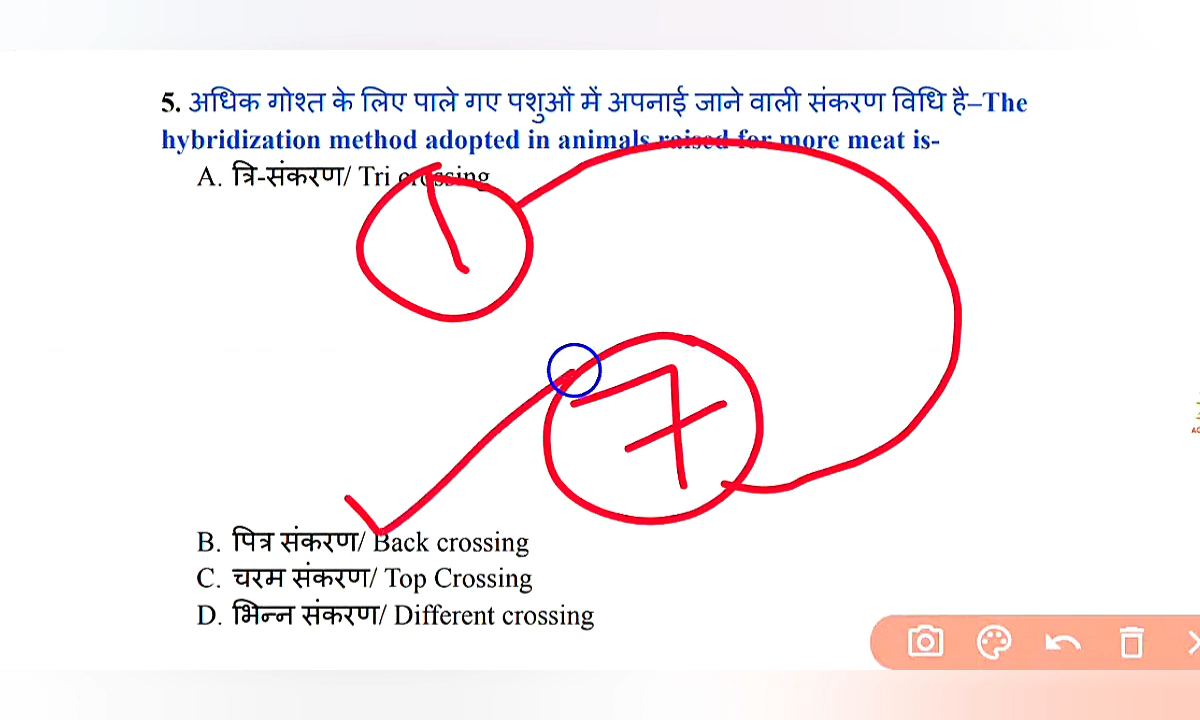 5. अधिक गोश्त के लिए पाले गए पशुओं में अपनाई जाने वाली संकरण विधि है–The
hybridization method adopted in animals raised for more meat is-
A. त्रि-संकरण/ Tri crossing
1
7
B. पित्र संकरण/ Back crossing
C. चरम संकरण/ Top Crossing
D. भिन्न संकरण/ Different crossing